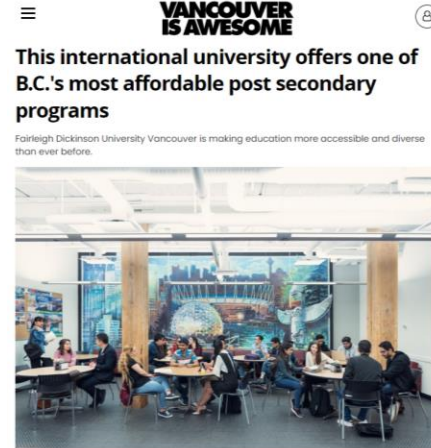 VANCOUVER
IS AWESOME
This international university offers one of
B.C.'s most affordable post secondary
programs
Fairleigh Dickinson University Vancouver is making education more accessible and diverse
than ever before.